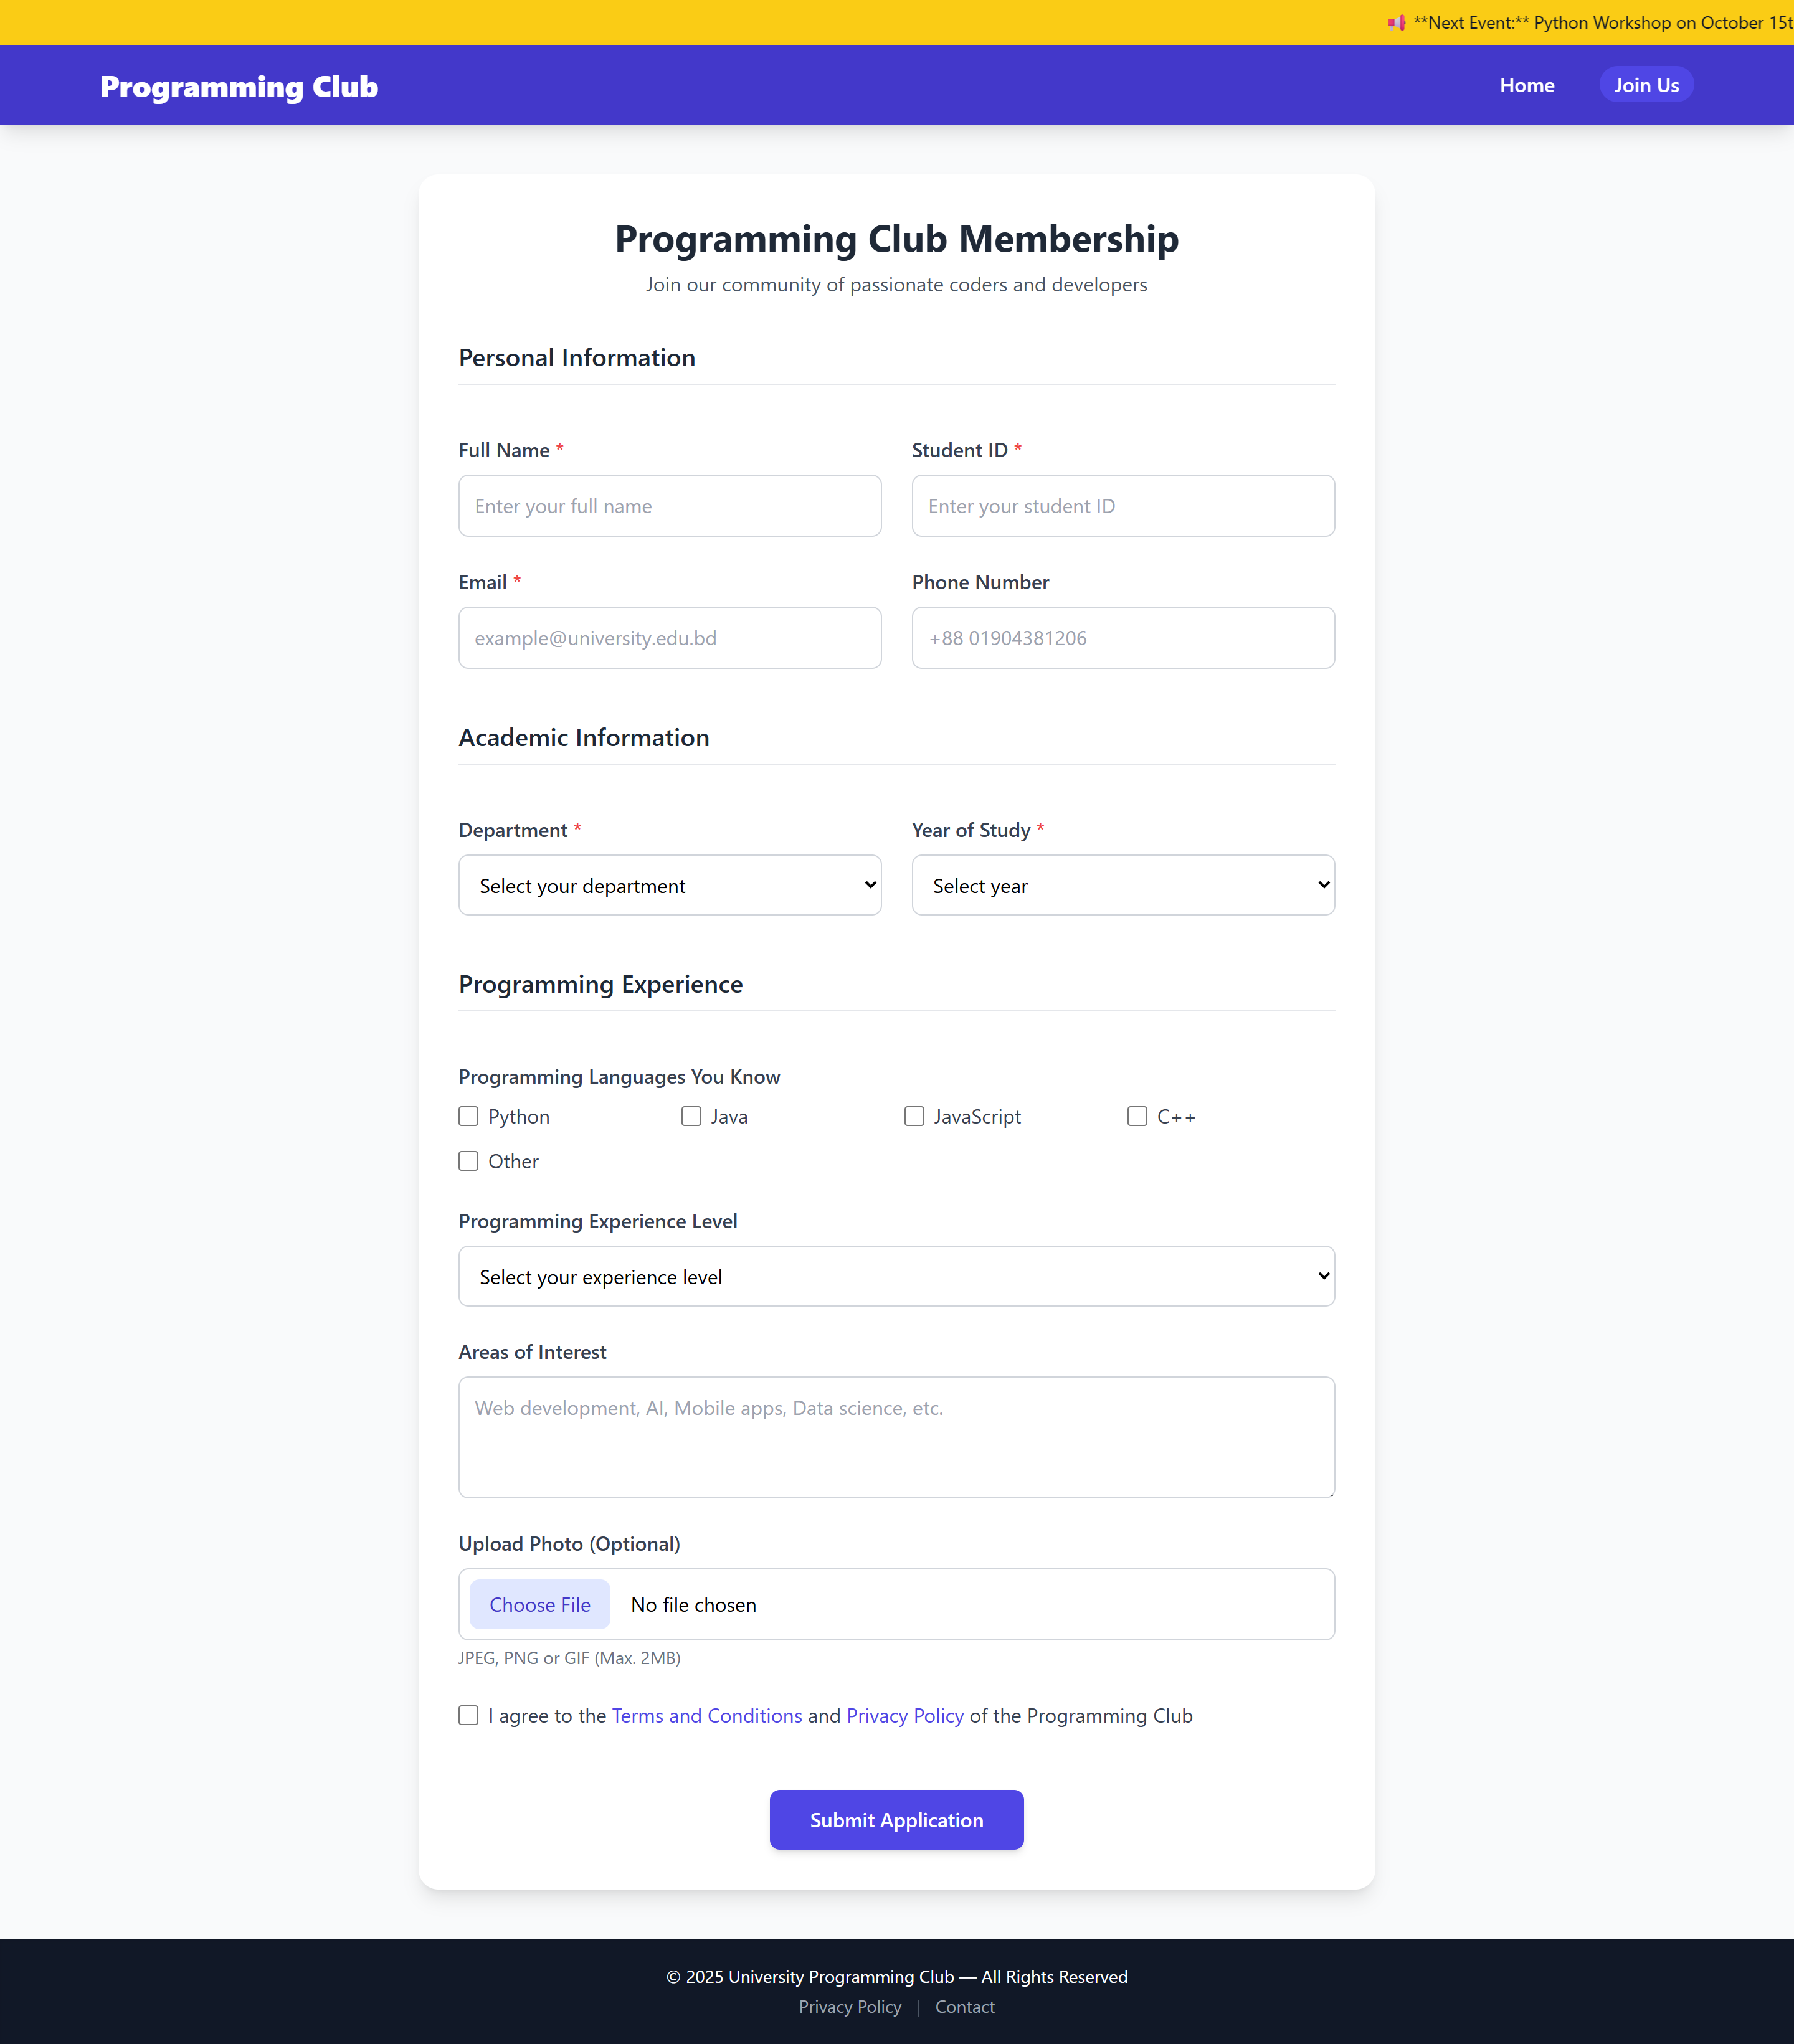 📢 **Next Event:** Python Workshop on October 15t
Programming Club
Home
Join Us
Programming Club Membership
Join our community of passionate coders and developers
Personal Information
Full Name *
Student ID *
Enter your full name
Enter your student ID
Email *
Phone Number
example@university.edu.bd
+88 01904381206
Academic Information
Department *
Year of Study *
Select your department
Select year
Programming Experience
Programming Languages You Know
Python
Java
JavaScript
C++
Other
Programming Experience Level
Select your experience level
Areas of Interest
Web development, AI, Mobile apps, Data science, etc.
Upload Photo (Optional)
Choose File
No file chosen
JPEG, PNG or GIF (Max. 2MB)
I agree to the Terms and Conditions and Privacy Policy of the Programming Club
Submit Application
© 2025 University Programming Club — All Rights Reserved
Privacy Policy | Contact